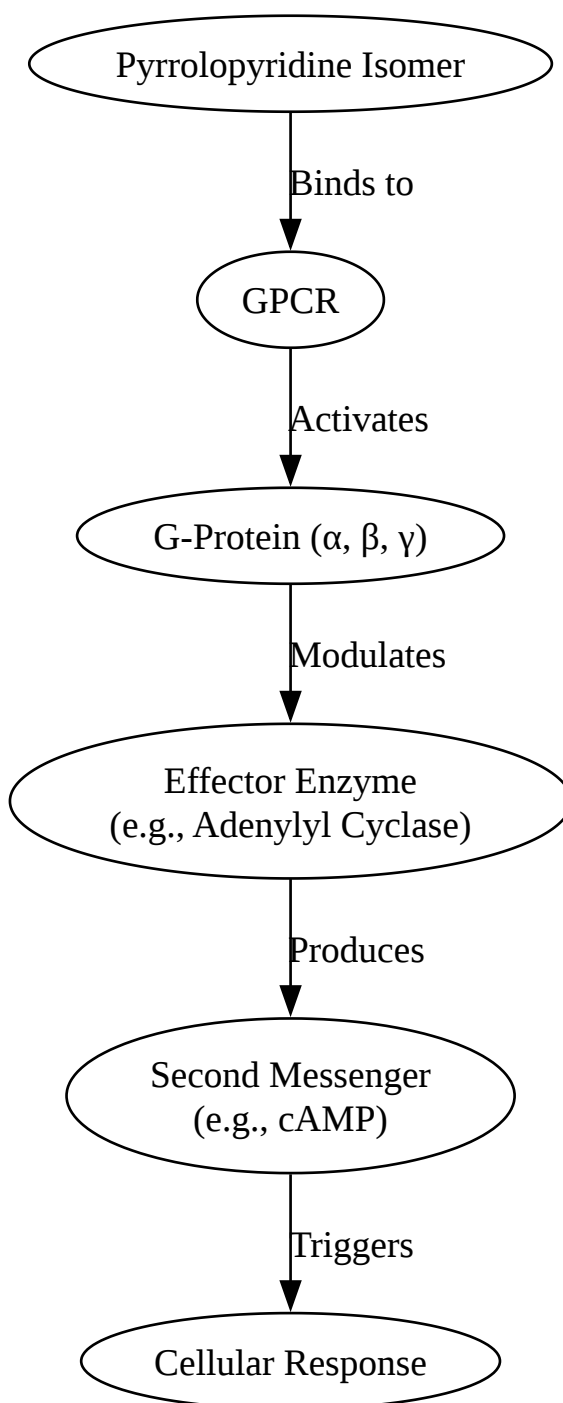 Pyrrolopyridine Isomer
Binds to
GPCR
Activates
G-Protein (α, β, γ)
Modulates
Effector Enzyme
(e.g., Adenylyl Cyclase)
Produces
Second Messenger
(e.g., cAMP)
Triggers
Cellular Response